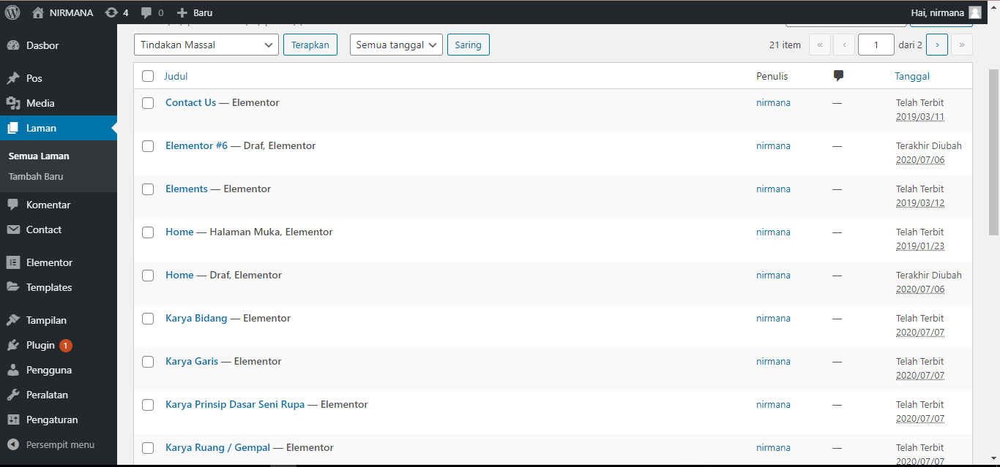 NIRMANA 4 0 Baru Hai, nirmana
Dasbor
Pos
Media
Laman
Semua Laman
Tambah Baru
Komentar
Contact
Elementor
Templates
Tampilan
Plugin 1
Pengguna
Peralatan
Pengaturan
Persempit menu
Tindakan Massal Terapkan Semua tanggal Saring 21 item « ‹ 1 dari 2 › »
Judul Penulis Tanggal
Contact Us — Elementor nirmana — Telah Terbit
2019/03/11
Elementor #6 — Draf, Elementor nirmana — Terakhir Diubah
2020/07/06
Elements — Elementor nirmana — Telah Terbit
2019/03/12
Home — Halaman Muka, Elementor nirmana — Telah Terbit
2019/01/23
Home — Draf, Elementor nirmana — Terakhir Diubah
2020/07/06
Karya Bidang — Elementor nirmana — Telah Terbit
2020/07/07
Karya Garis — Elementor nirmana — Telah Terbit
2020/07/07
Karya Prinsip Dasar Seni Rupa — Elementor nirmana — Telah Terbit
2020/07/07
Karya Ruang / Gempal — Elementor nirmana — Telah Terbit
2020/07/07